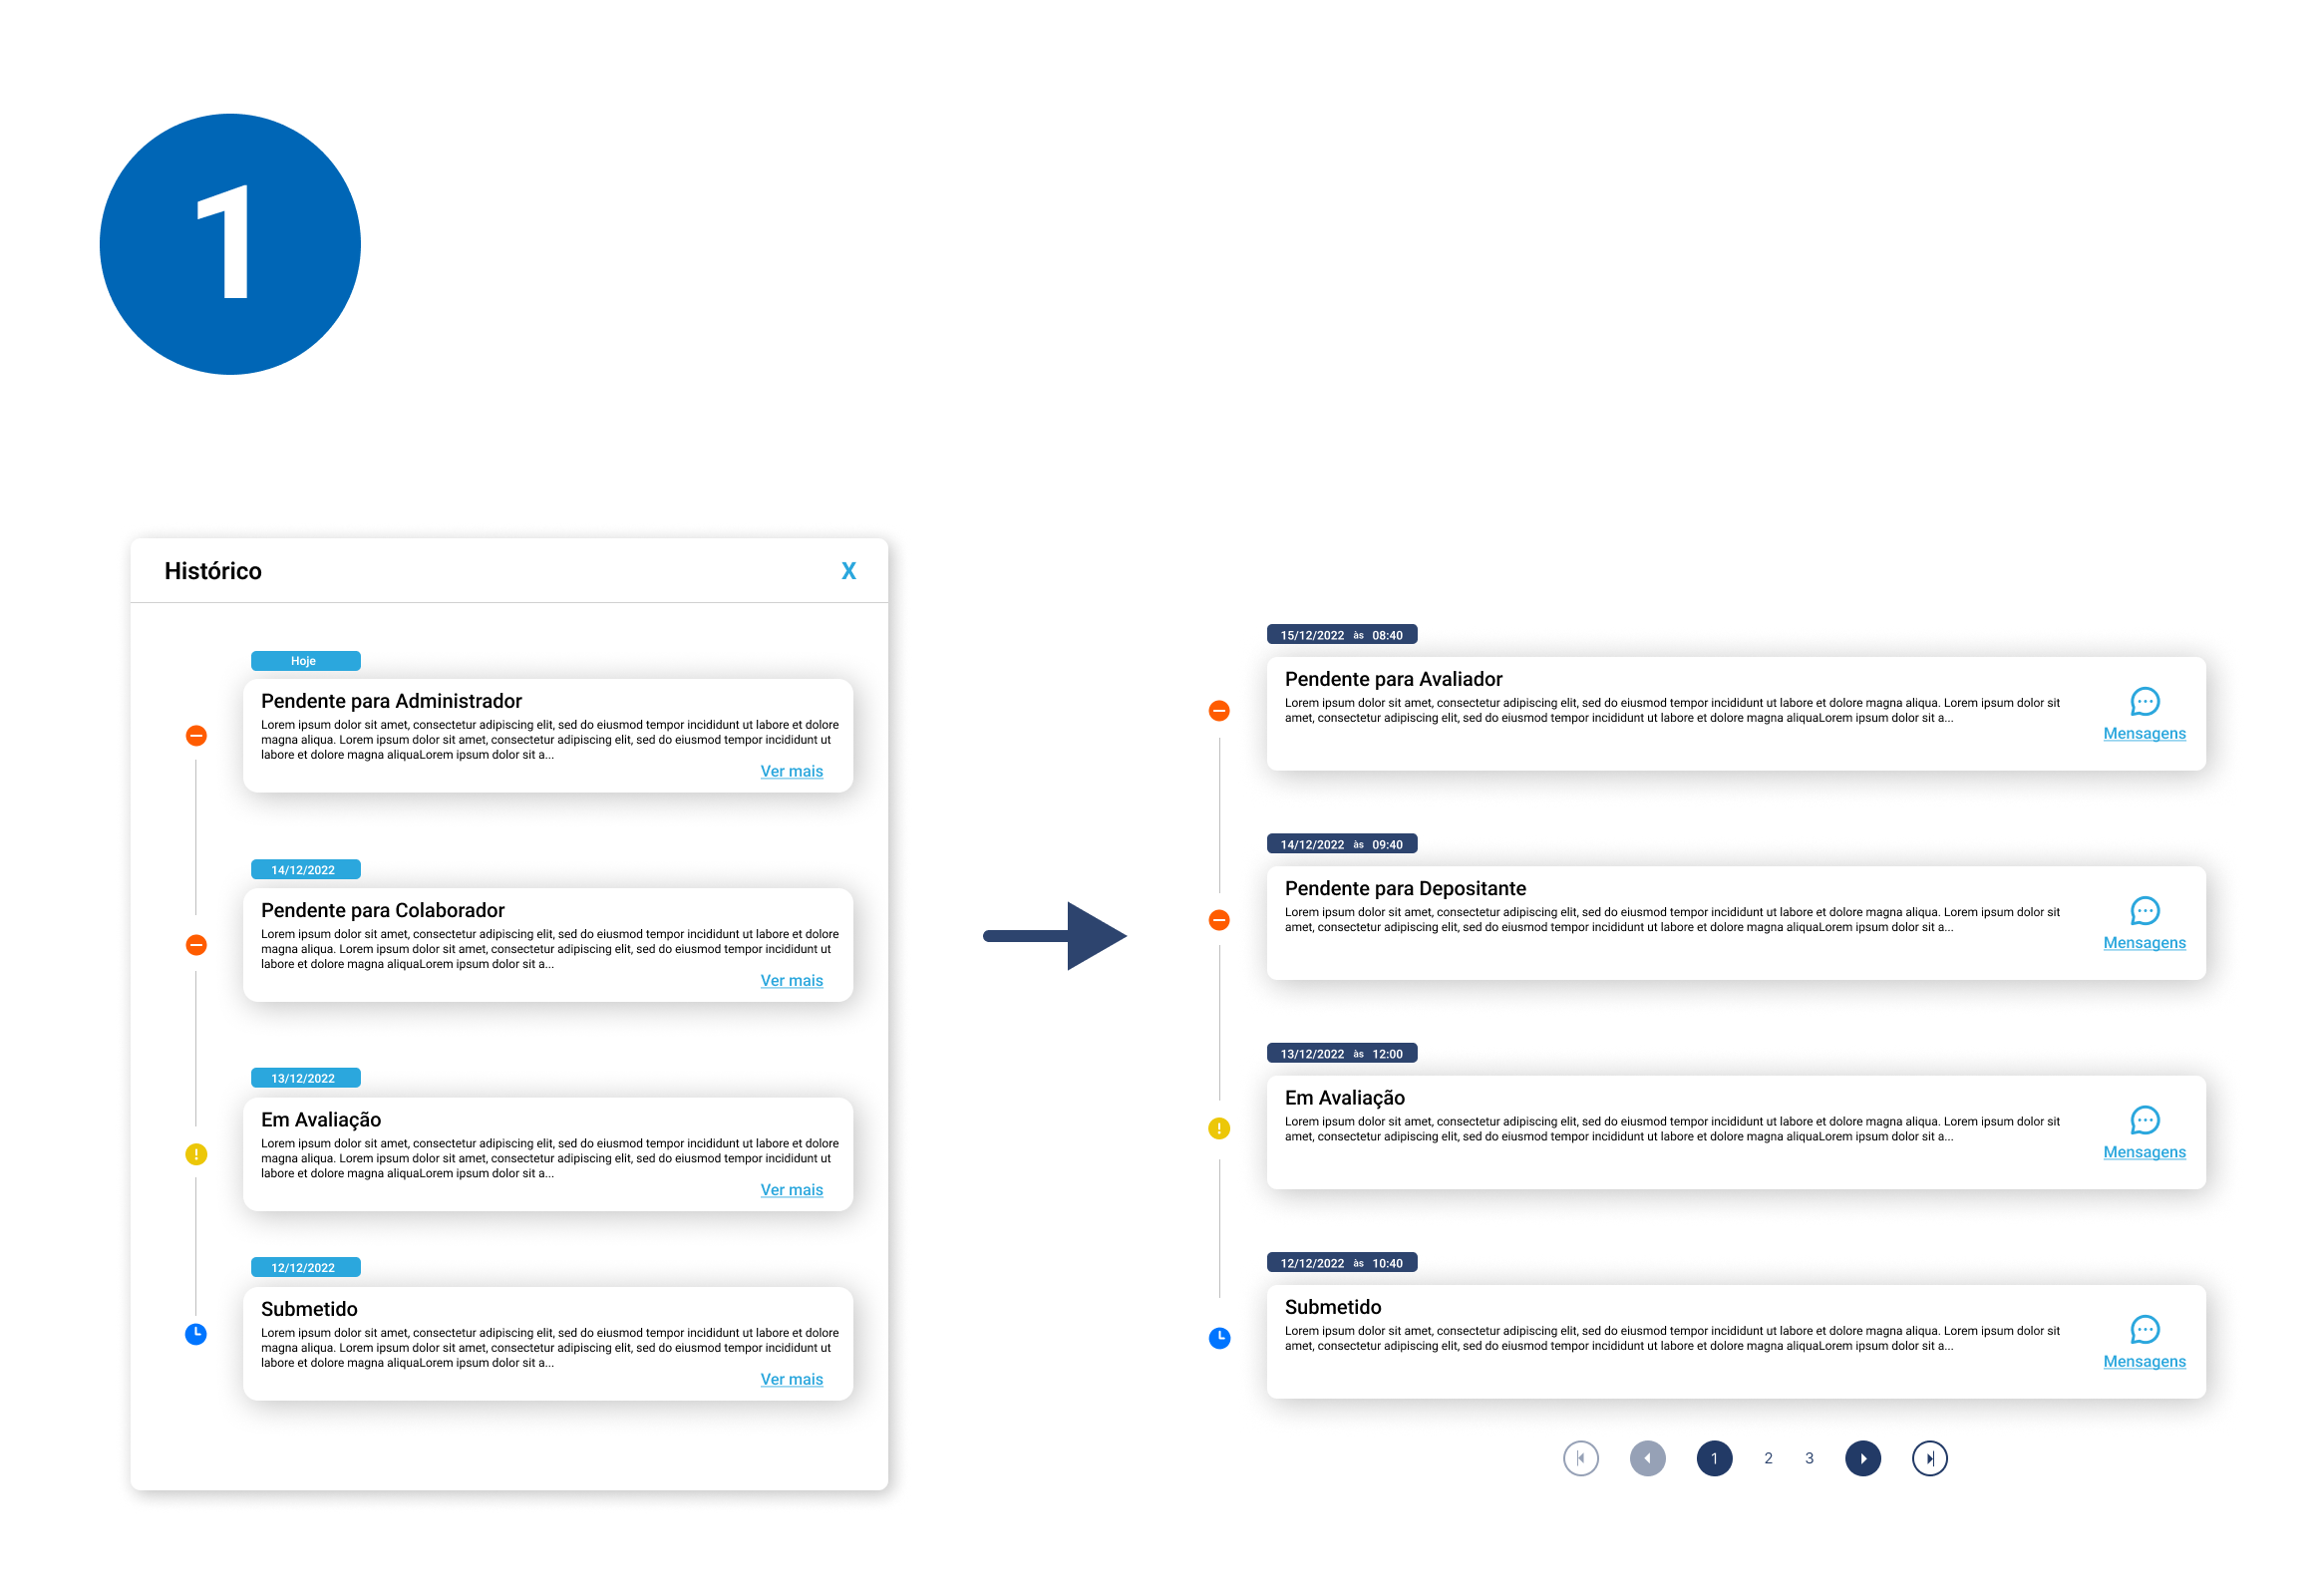 1
Histórico
X
Hoje
Pendente para Administrador
Lorem ipsum dolor sit amet, consectetur adipiscing elit, sed do eiusmod tempor incididunt ut labore et dolore
magna aliqua. Lorem ipsum dolor sit amet, consectetur adipiscing elit, sed do eiusmod tempor incididunt ut
labore et dolore magna aliquaLorem ipsum dolor sit a...
Ver mais
14/12/2022
Pendente para Colaborador
Lorem ipsum dolor sit amet, consectetur adipiscing elit, sed do eiusmod tempor incididunt ut labore et dolore
magna aliqua. Lorem ipsum dolor sit amet, consectetur adipiscing elit, sed do eiusmod tempor incididunt ut
labore et dolore magna aliquaLorem ipsum dolor sit a...
Ver mais
13/12/2022
Em Avaliação
Lorem ipsum dolor sit amet, consectetur adipiscing elit, sed do eiusmod tempor incididunt ut labore et dolore
magna aliqua. Lorem ipsum dolor sit amet, consectetur adipiscing elit, sed do eiusmod tempor incididunt ut
labore et dolore magna aliquaLorem ipsum dolor sit a...
Ver mais
12/12/2022
Submetido
Lorem ipsum dolor sit amet, consectetur adipiscing elit, sed do eiusmod tempor incididunt ut labore et dolore
magna aliqua. Lorem ipsum dolor sit amet, consectetur adipiscing elit, sed do eiusmod tempor incididunt ut
labore et dolore magna aliquaLorem ipsum dolor sit a...
Ver mais
15/12/2022 às 08:40
Pendente para Avaliador
Lorem ipsum dolor sit amet, consectetur adipiscing elit, sed do eiusmod tempor incididunt ut labore et dolore magna aliqua. Lorem ipsum dolor sit
amet, consectetur adipiscing elit, sed do eiusmod tempor incididunt ut labore et dolore magna aliquaLorem ipsum dolor sit a...
Mensagens
14/12/2022 às 09:40
Pendente para Depositante
Lorem ipsum dolor sit amet, consectetur adipiscing elit, sed do eiusmod tempor incididunt ut labore et dolore magna aliqua. Lorem ipsum dolor sit
amet, consectetur adipiscing elit, sed do eiusmod tempor incididunt ut labore et dolore magna aliquaLorem ipsum dolor sit a...
Mensagens
13/12/2022 às 12:00
Em Avaliação
Lorem ipsum dolor sit amet, consectetur adipiscing elit, sed do eiusmod tempor incididunt ut labore et dolore magna aliqua. Lorem ipsum dolor sit
amet, consectetur adipiscing elit, sed do eiusmod tempor incididunt ut labore et dolore magna aliquaLorem ipsum dolor sit a...
Mensagens
12/12/2022 às 10:40
Submetido
Lorem ipsum dolor sit amet, consectetur adipiscing elit, sed do eiusmod tempor incididunt ut labore et dolore magna aliqua. Lorem ipsum dolor sit
amet, consectetur adipiscing elit, sed do eiusmod tempor incididunt ut labore et dolore magna aliquaLorem ipsum dolor sit a...
Mensagens
1 2 3